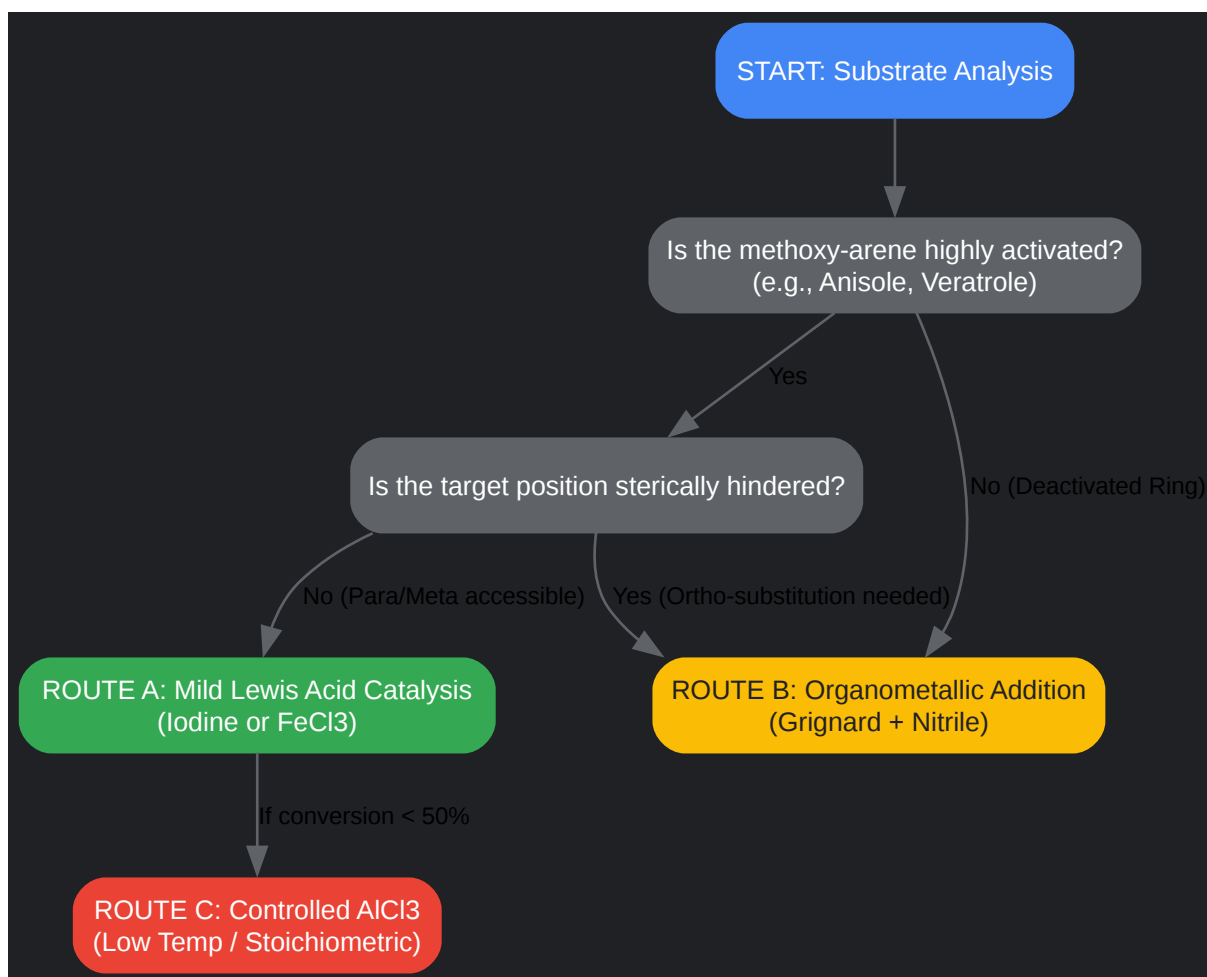 START: Substrate Analysis
Is the methoxy-arene highly activated?
(e.g., Anisole, Veratrole)
Yes
Is the target position sterically hindered?
No (Deactivated Ring)
No (Para/Meta accessible)
Yes (Ortho-substitution needed)
ROUTE A: Mild Lewis Acid Catalysis
(Iodine or FeCl3)
ROUTE B: Organometallic Addition
(Grignard + Nitrile)
If conversion < 50%
ROUTE C: Controlled AlCl3
(Low Temp / Stoichiometric)